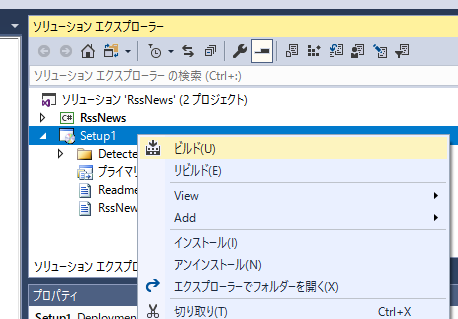 ソリューション エクスプローラー
ソリューション エクスプローラー の検索 (Ctrl+:)
ソリューション 'RssNews' (2 プロジェクト)
C# RssNews
Setup1
Detecte
プライマリ
Readme
RssNew
ビルド(U)
リビルド(E)
View
Add
インストール(I)
アンインストール(N)
エクスプローラーでフォルダーを開く(X)
切り取り(T) Ctrl+X
ソリューション エクスプロ
プロパティ
Setup1 Deployment